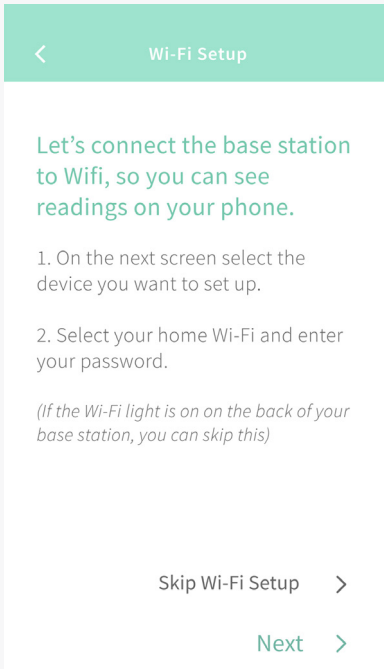 Wi-Fi Setup
Let’s connect the base station
to Wifi, so you can see
readings on your phone.
1. On the next screen select the
device you want to set up.
2. Select your home Wi-Fi and enter
your password.
(If the Wi-Fi light is on on the back of your
base station, you can skip this)
Skip Wi-Fi Setup
Next